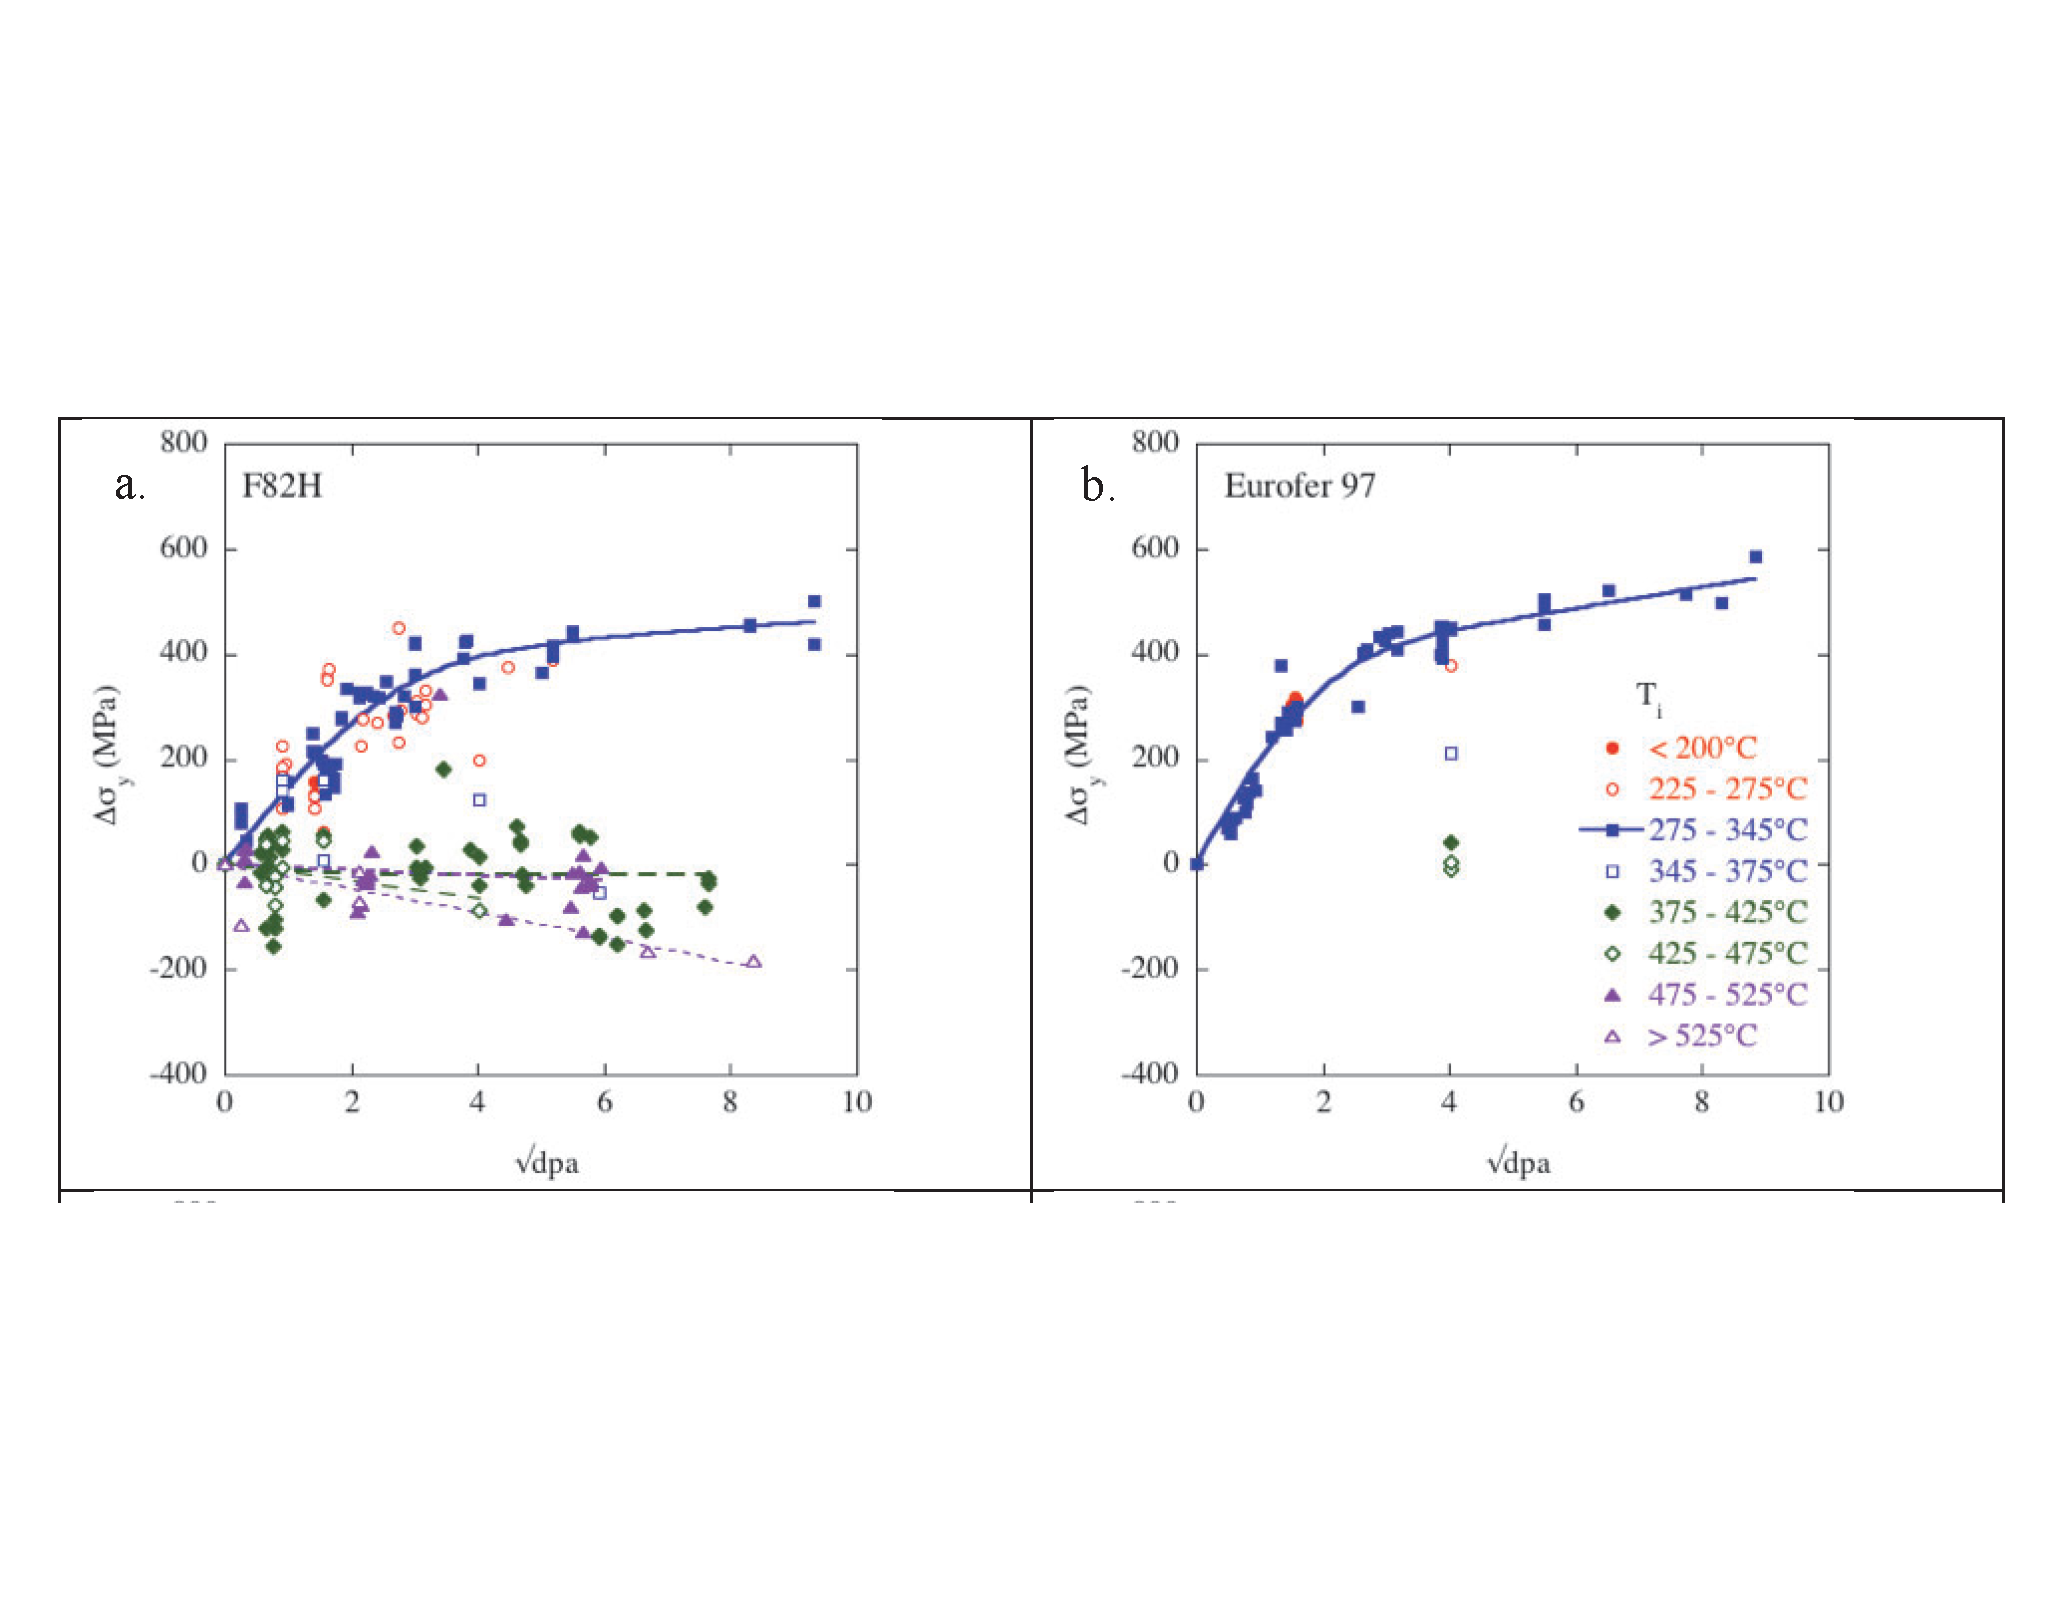 a.
F82H
800
600
400
200
0
-200
-400
0 2 4 6 8 10
Δσy (MPa)
√dpa
b.
Eurofer 97
800
600
400
200
0
-200
-400
0 2 4 6 8 10
Δσy (MPa)
√dpa
Ti
< 200°C
225 - 275°C
275 - 345°C
345 - 375°C
375 - 425°C
425 - 475°C
475 - 525°C
> 525°C